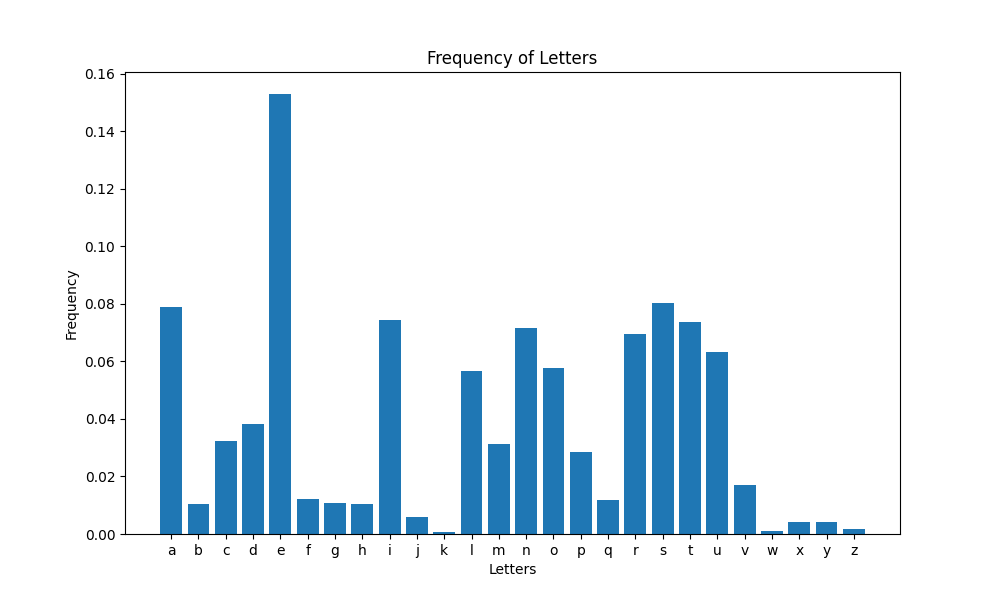 Frequency of Letters
0.16
0.14
0.12
0.10
0.08
0.06
0.04
0.02
0.00
Frequency
a b c d e f g h i j k l m n o p q r s t u v w x y z
Letters